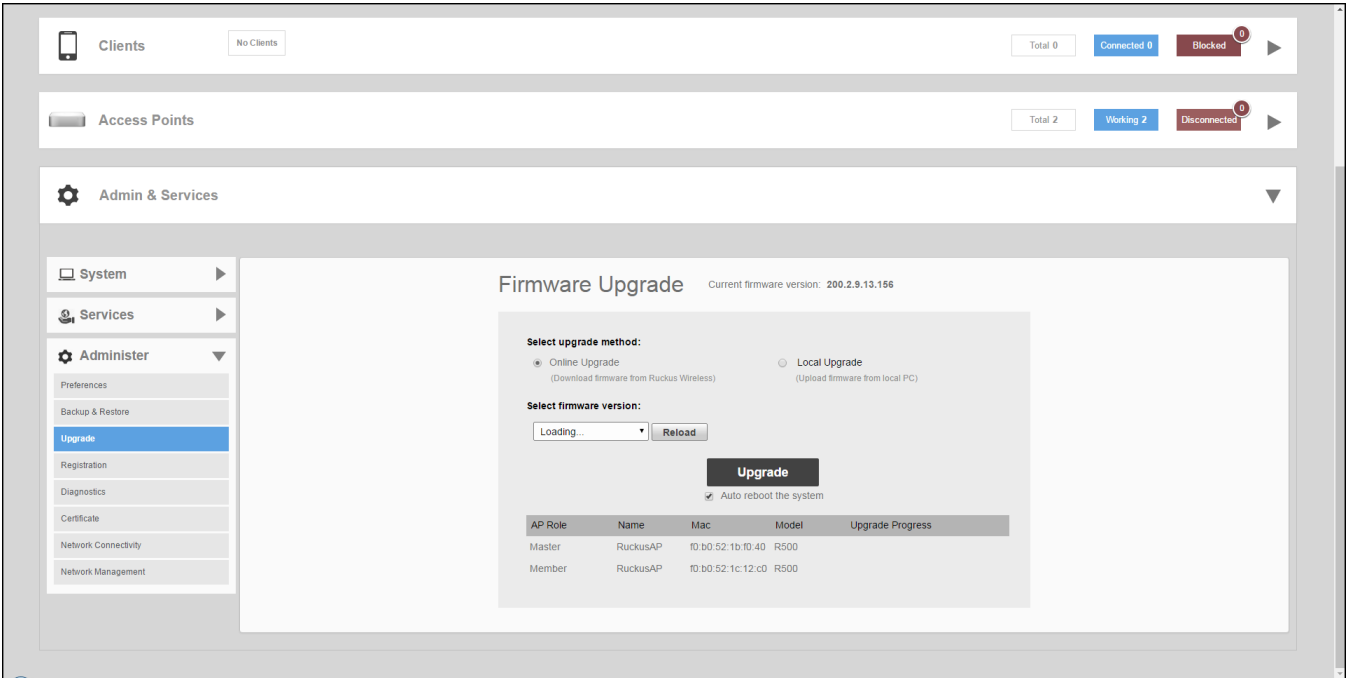 Clients No Clients Total 0 Connected 0 Blocked 0
Access Points Total 2 Working 2 Disconnected 0
Admin & Services
System
Services
Administer
Preferences
Backup & Restore
Upgrade
Registration
Diagnostics
Certificate
Network Connectivity
Network Management
Firmware Upgrade Current firmware version: 200.2.9.13.156
Select upgrade method:
Online Upgrade Local Upgrade
(Download firmware from Ruckus Wireless) (Upload firmware from local PC)
Select firmware version:
Loading... Reload
Upgrade
Auto reboot the system
AP Role Name Mac Model Upgrade Progress
Master RuckusAP f0:b0:52:1b:f0:40 R500
Member RuckusAP f0:b0:52:1c:12:c0 R500